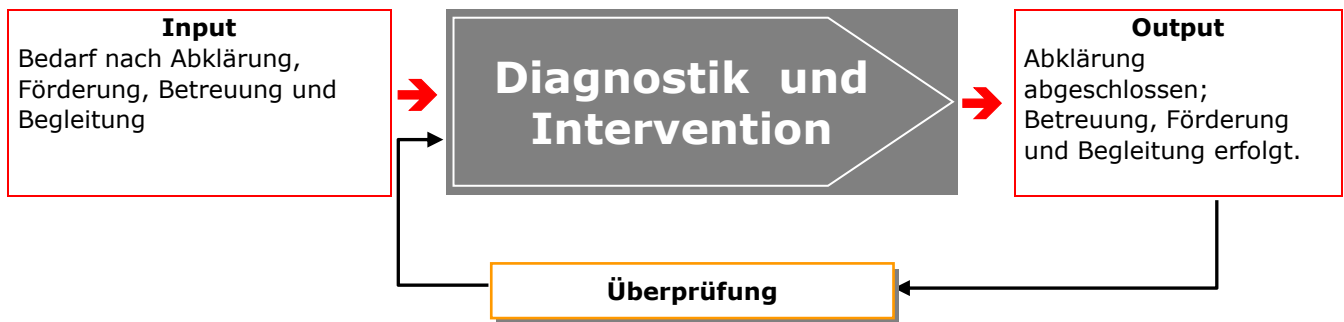 Input
Bedarf nach Abklärung,
Förderung, Betreuung und
Begleitung
Diagnostik und
Intervention
Output
Abklärung
abgeschlossen;
Betreuung, Förderung
und Begleitung erfolgt.
Überprüfung